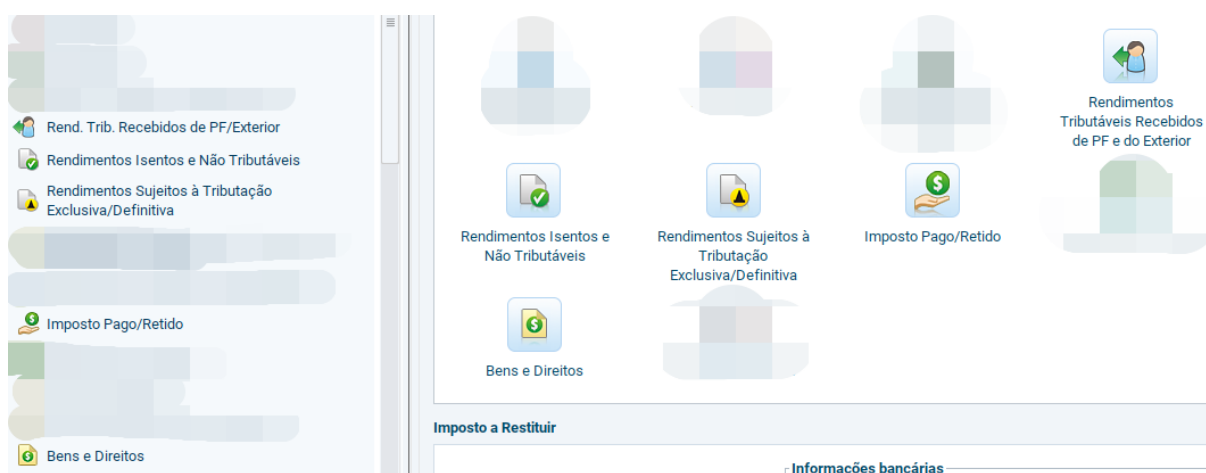 Rend. Trib. Recebidos de PF/Exterior
Rendimentos Isentos e Não Tributáveis
Rendimentos Sujeitos à Tributação
Exclusiva/Definitiva
Imposto Pago/Retido
Bens e Direitos
Rendimentos
Tributáveis Recebidos
de PF e do Exterior
Rendimentos Isentos e
Não Tributáveis
Rendimentos Sujeitos à
Tributação
Exclusiva/Definitiva
Imposto Pago/Retido
Bens e Direitos
Imposto a Restituir
Informações bancárias